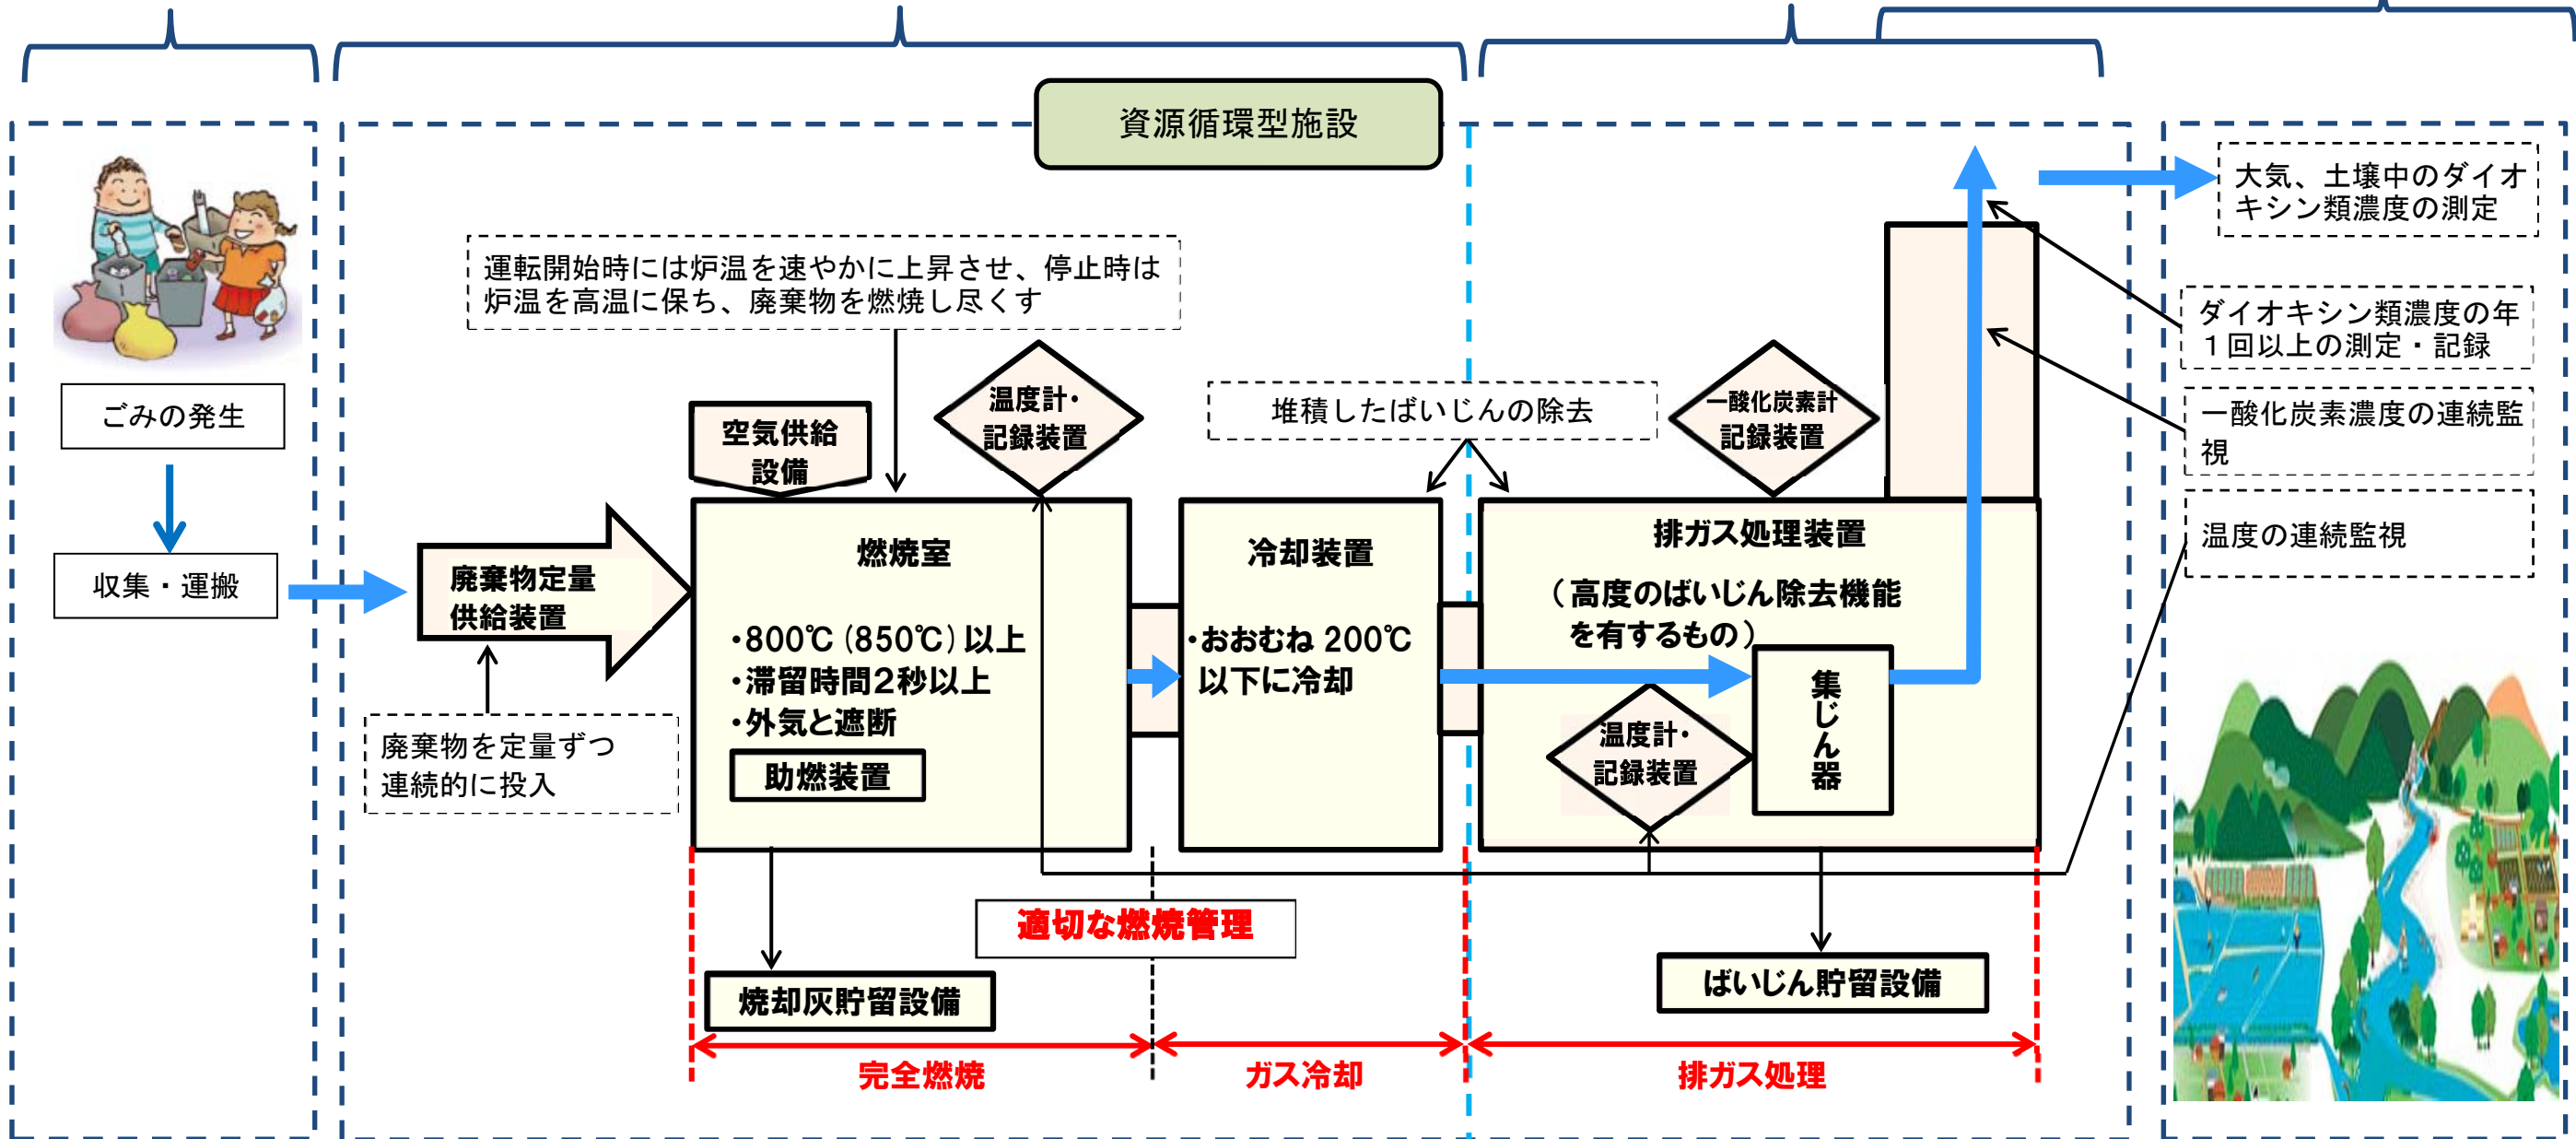 資源循環型施設
ごみの発生
収集・運搬
運転開始時には炉温を速やかに上昇させ、停止時は
炉温を高温に保ち、廃棄物を燃焼し尽くす
空気供給
設備
温度計・
記録装置
堆積したばいじんの除去
一酸化炭素計
記録装置
大気、土壌中のダイオ
キシン類濃度の測定
ダイオキシン類濃度の年
１回以上の測定・記録
一酸化炭素濃度の連続監
視
温度の連続監視
廃棄物定量
供給装置
廃棄物を定量ずつ
連続的に投入
燃焼室
・800℃（850℃）以上
・滞留時間２秒以上
・外気と遮断
助燃装置
冷却装置
・おおむね 200℃
以下に冷却
排ガス処理装置
（高度のばいじん除去機能
を有するもの）
温度計・
記録装置
集じん器
適切な燃焼管理
焼却灰貯留設備
ばいじん貯留設備
完全燃焼
ガス冷却
排ガス処理